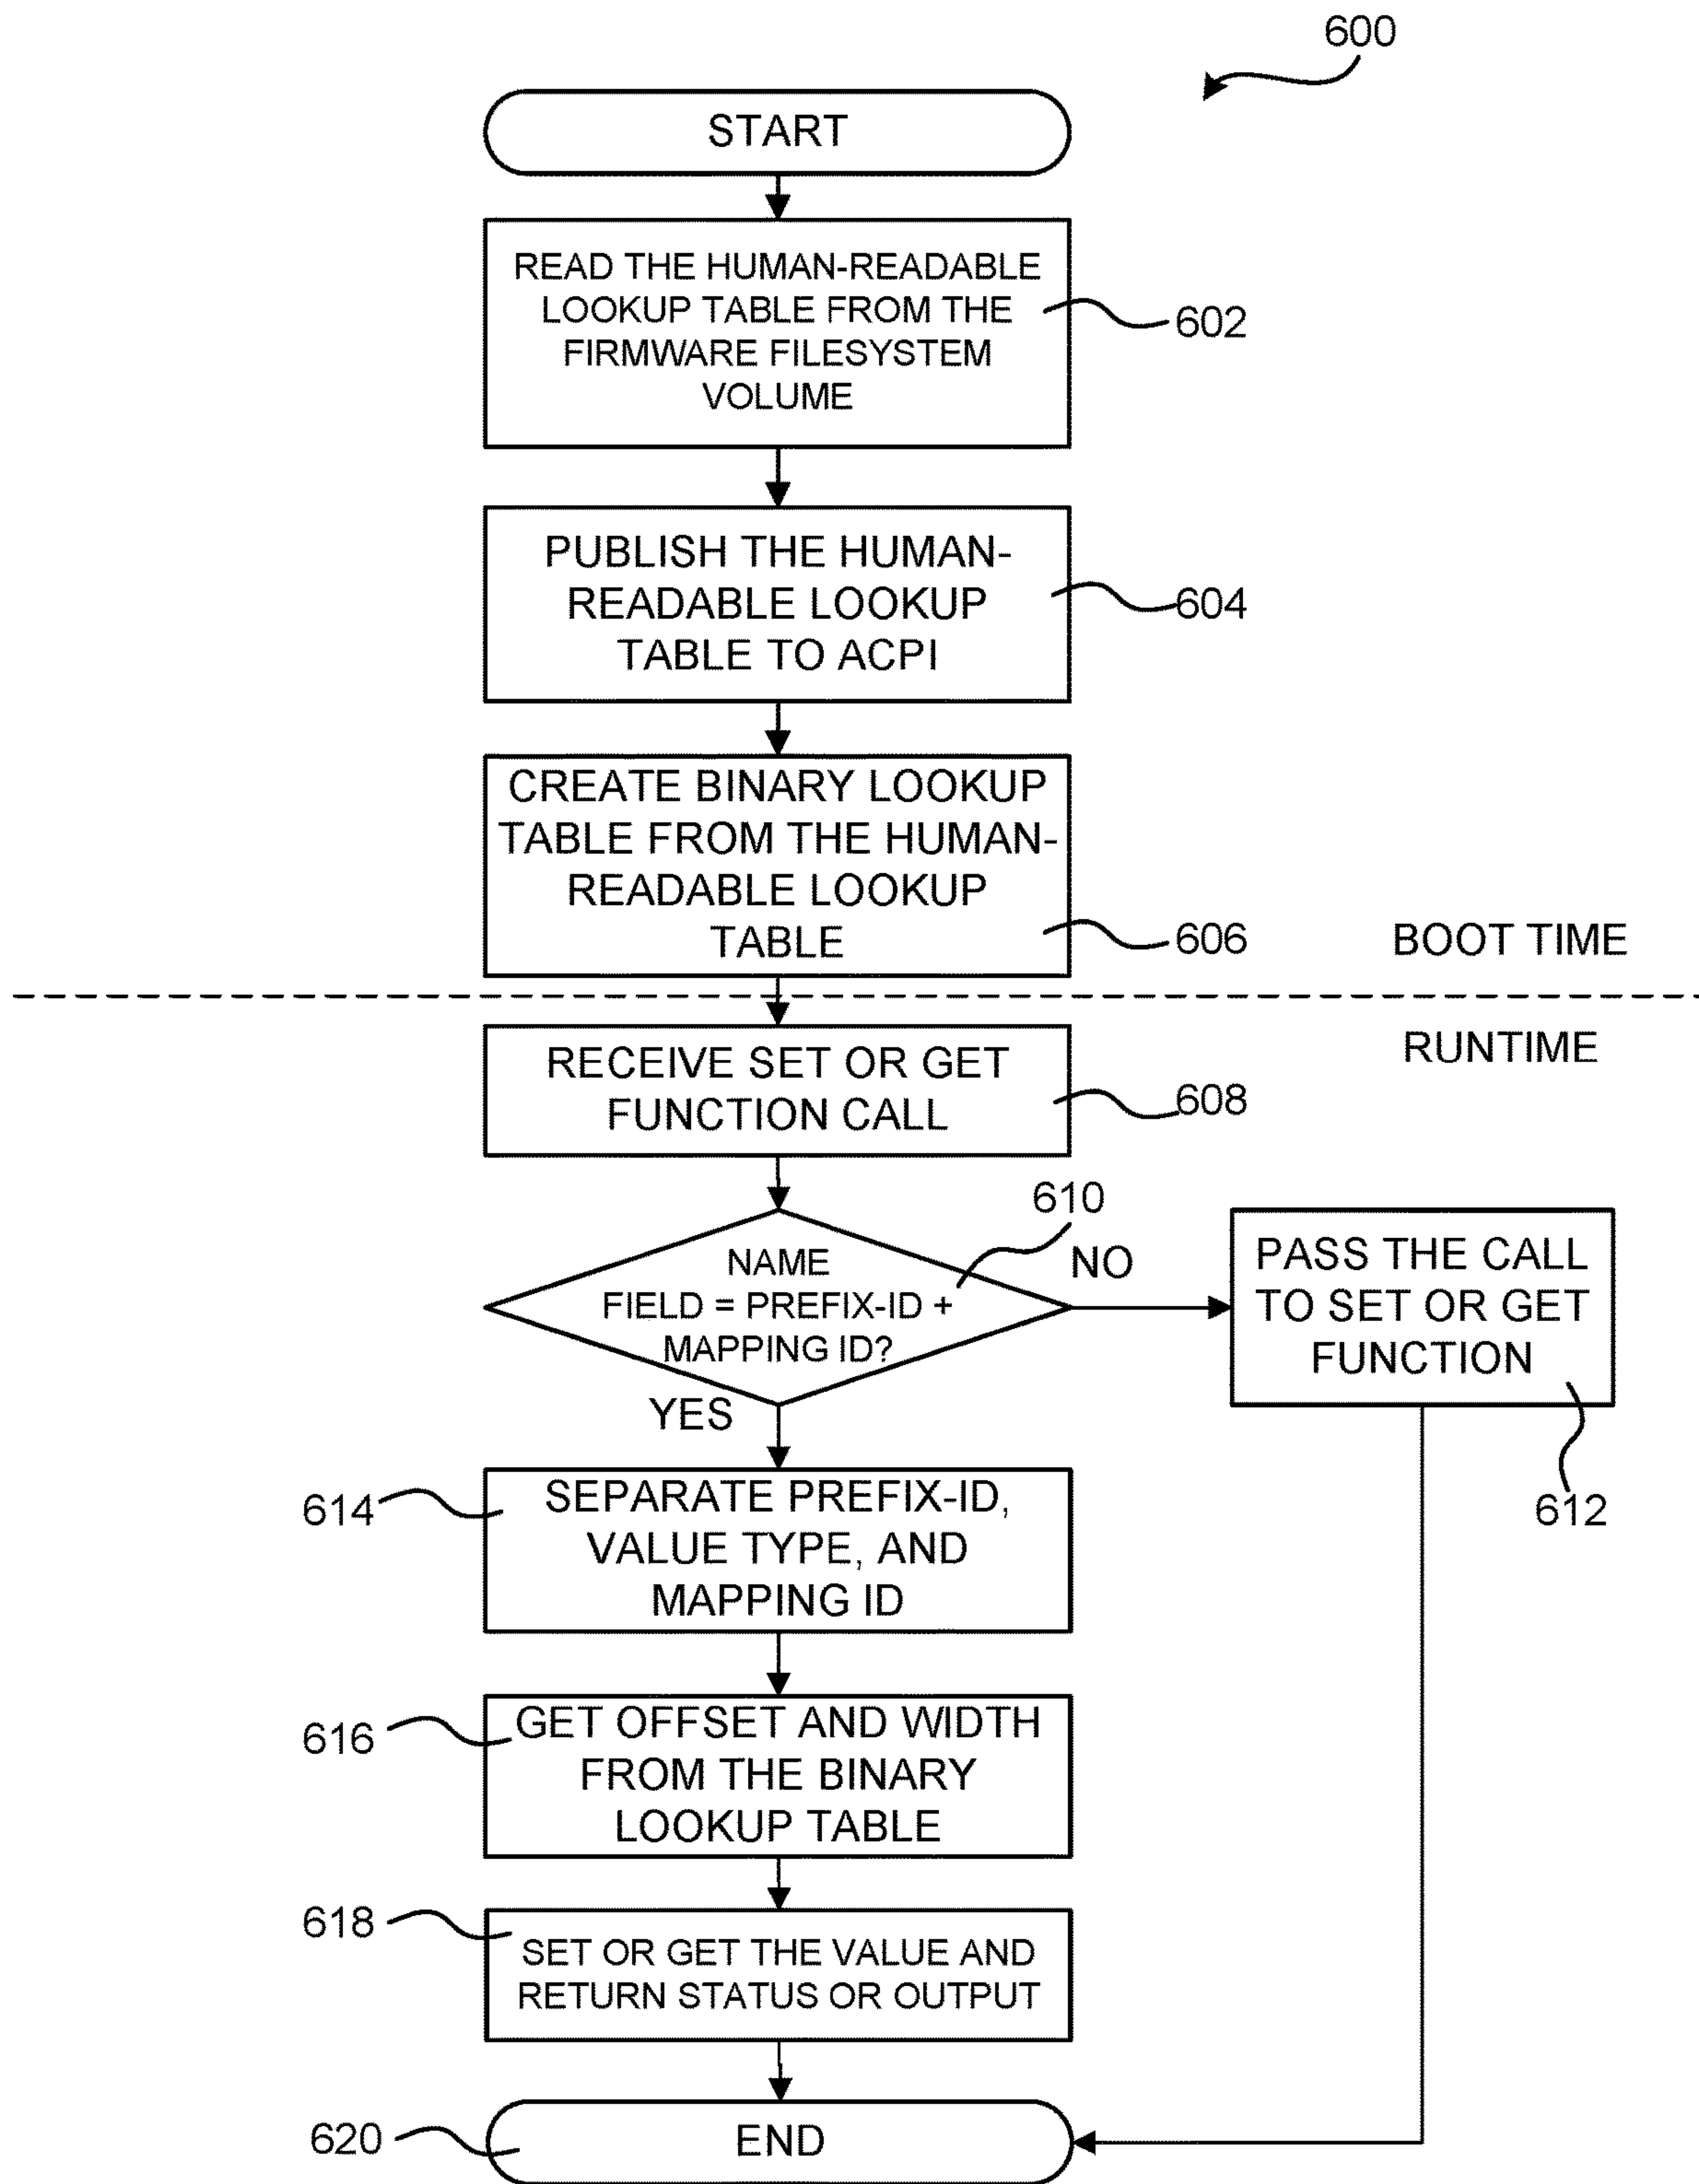 600
START
READ THE HUMAN-READABLE
LOOKUP TABLE FROM THE
FIRMWARE FILESYSTEM
VOLUME
602
PUBLISH THE HUMAN-
READABLE LOOKUP
TABLE TO ACPI
604
CREATE BINARY LOOKUP
TABLE FROM THE HUMAN-
READABLE LOOKUP
TABLE
606
BOOT TIME
RUNTIME
RECEIVE SET OR GET
FUNCTION CALL
608
610
NAME
FIELD = PREFIX-ID +
MAPPING ID?
NO
PASS THE CALL
TO SET OR GET
FUNCTION
612
YES
614
SEPARATE PREFIX-ID,
VALUE TYPE, AND
MAPPING ID
616
GET OFFSET AND WIDTH
FROM THE BINARY
LOOKUP TABLE
618
SET OR GET THE VALUE AND
RETURN STATUS OR OUTPUT
620
END